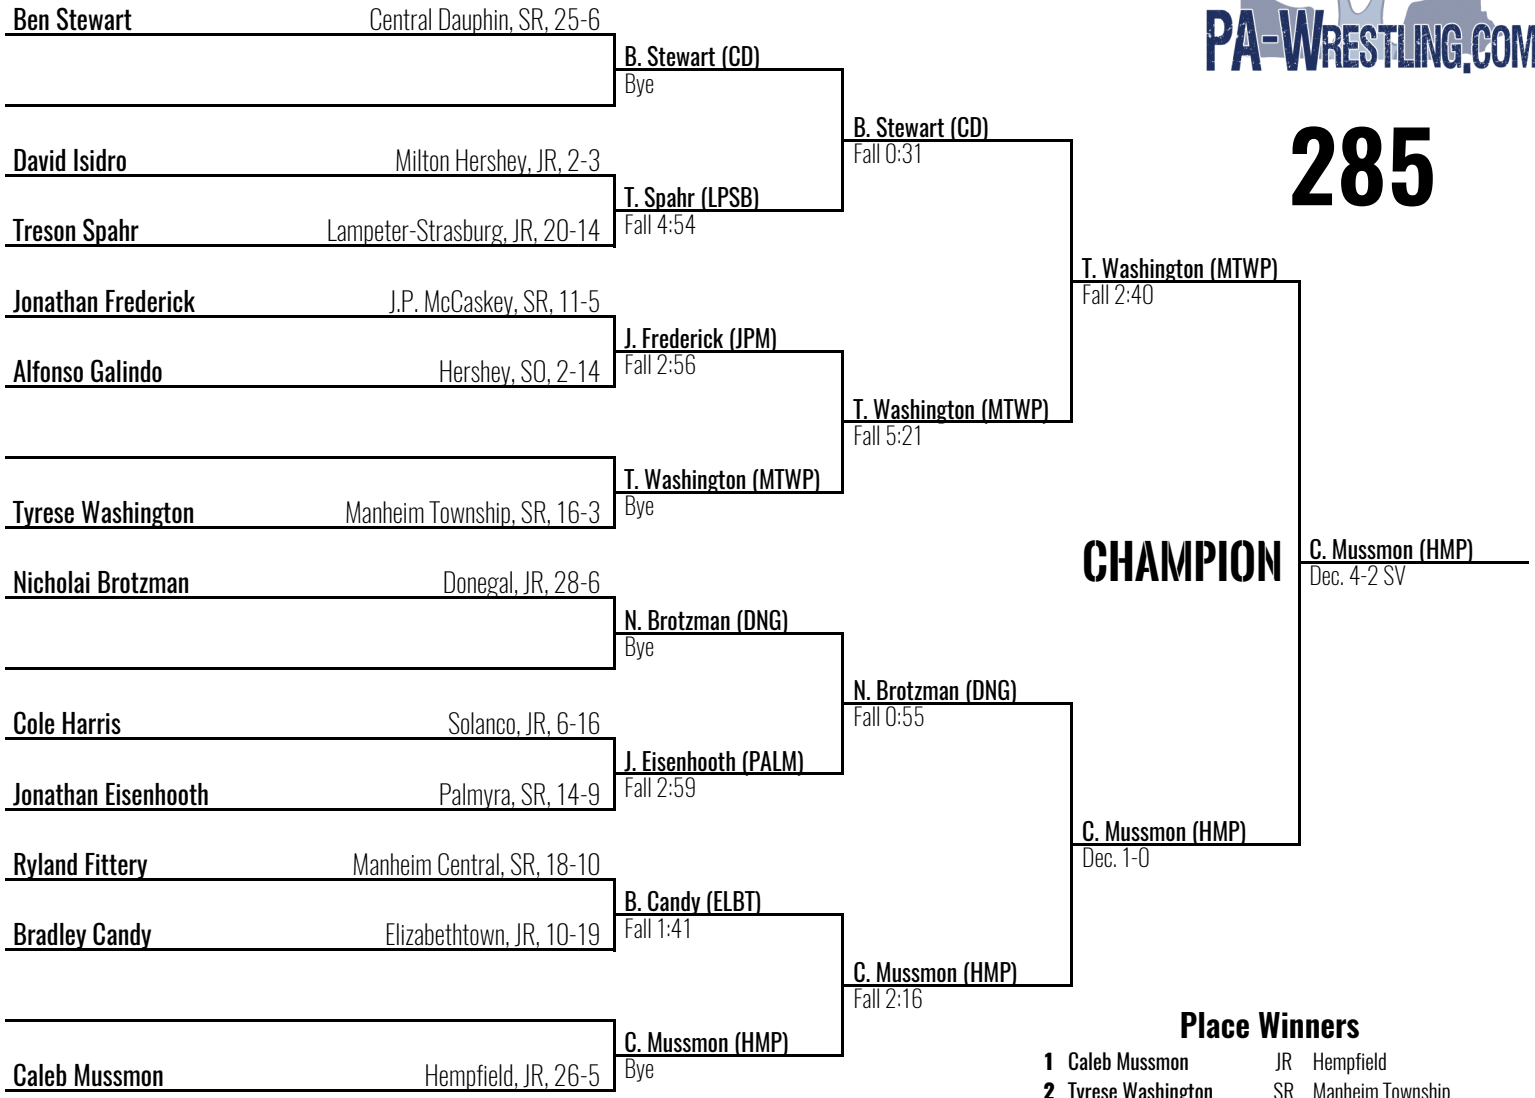 PA-WRESTLING.COM
285
Ben Stewart Central Dauphin, SR, 25-6
B. Stewart (CD)
Bye
B. Stewart (CD)
Fall 0:31
David Isidro Milton Hershey, JR, 2-3
T. Spahr (LPSB)
Fall 4:54
Treson Spahr Lampeter-Strasburg, JR, 20-14
T. Washington (MTWP)
Fall 2:40
Jonathan Frederick J.P. McCaskey, SR, 11-5
J. Frederick (JPM)
Fall 2:56
Alfonso Galindo Hershey, SO, 2-14
T. Washington (MTWP)
Fall 5:21
T. Washington (MTWP)
Bye
Tyrese Washington Manheim Township, SR, 16-3
CHAMPION
C. Mussmon (HMP)
Dec. 4-2 SV
Nicholai Brotzman Donegal, JR, 28-6
N. Brotzman (DNG)
Bye
N. Brotzman (DNG)
Fall 0:55
Cole Harris Solanco, JR, 6-16
J. Eisenhooth (PALM)
Fall 2:59
Jonathan Eisenhooth Palmyra, SR, 14-9
C. Mussmon (HMP)
Dec. 1-0
Ryland Fittery Manheim Central, SR, 18-10
B. Candy (ELBT)
Fall 1:41
Bradley Candy Elizabethtown, JR, 10-19
C. Mussmon (HMP)
Fall 2:16
C. Mussmon (HMP)
Bye
Caleb Mussmon Hempfield, JR, 26-5
Place Winners
1 Caleb Mussmon JR Hempfield
2 Tyrese Washington SR Manheim Township